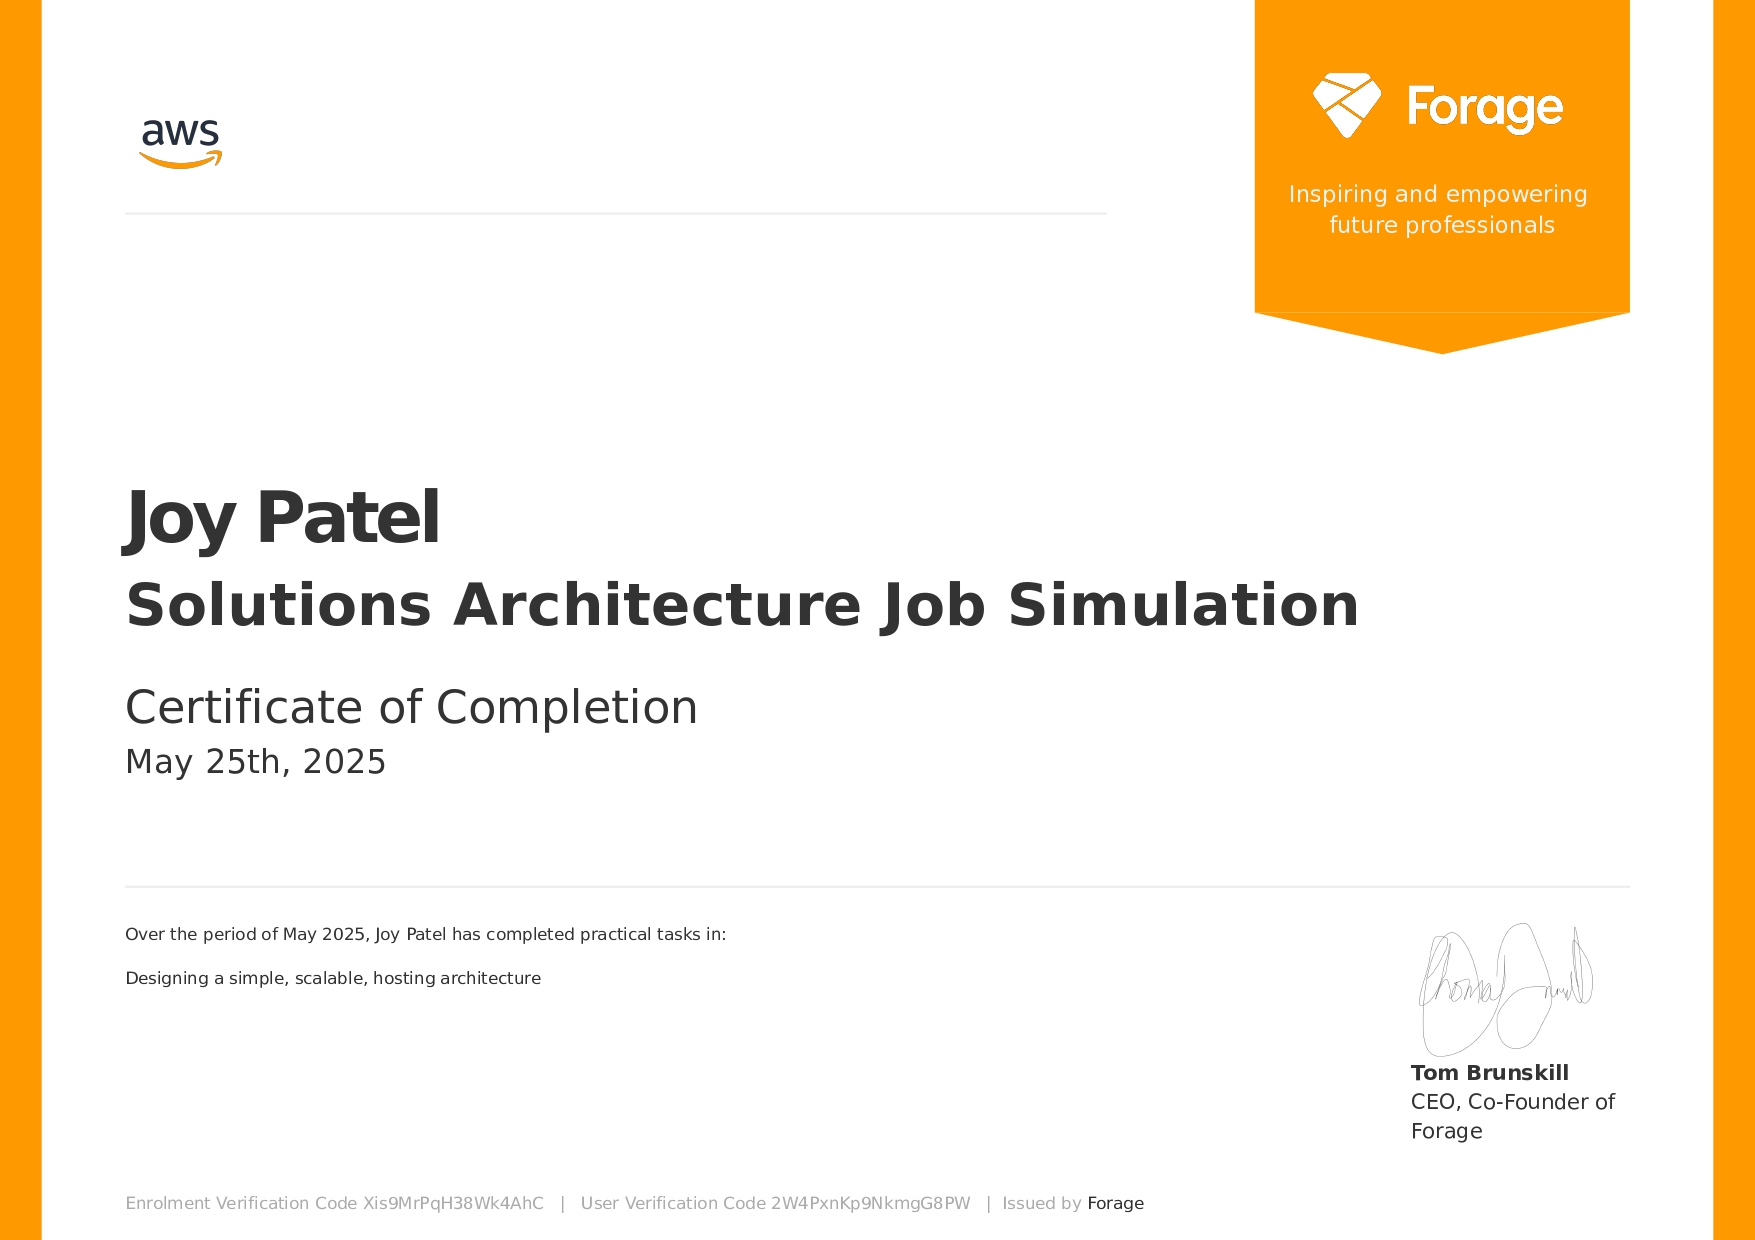 aws
Forage
Inspiring and empowering
future professionals
Joy Patel
Solutions Architecture Job Simulation
Certificate of Completion
May 25th, 2025
Over the period of May 2025, Joy Patel has completed practical tasks in:
Designing a simple, scalable, hosting architecture
Tom Brunskill
CEO, Co-Founder of
Forage
Enrolment Verification Code Xis9MrPqH38Wk4AhC | User Verification Code 2W4PxnKp9NkmgG8PW | Issued by Forage